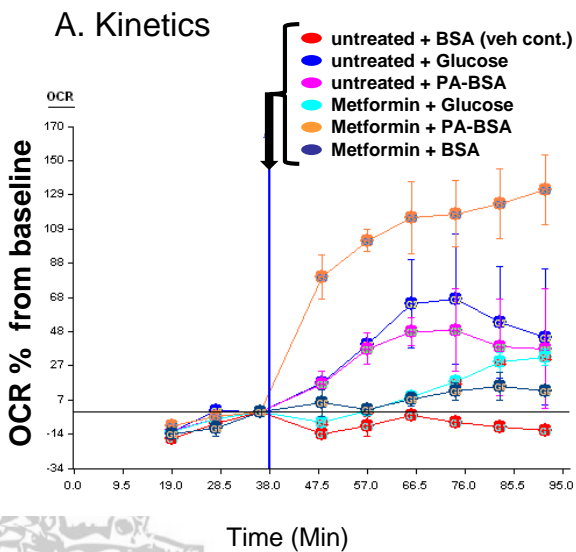 A. Kinetics
untreated + BSA (veh cont.)
untreated + Glucose
untreated + PA-BSA
Metformin + Glucose
Metformin + PA-BSA
Metformin + BSA
OCR
OCR % from baseline
170
150
129
109
88
68
48
27
7
-14
-34
0.0 9.5 19.0 28.5 38.0 47.5 57.0 66.5 76.0 85.5 95.0
Time (Min)